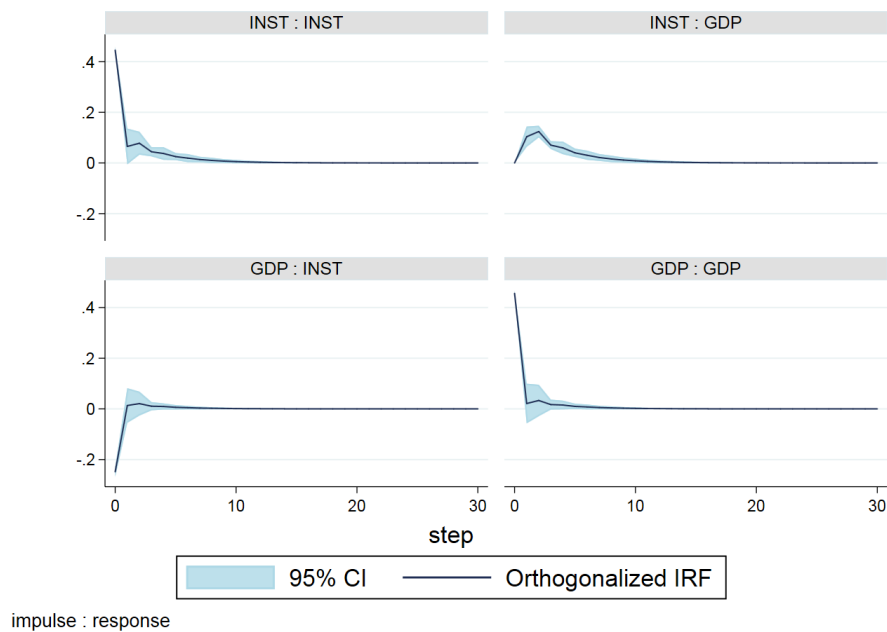 INST : INST
INST : GDP
.4
.2
0
-.2
GDP : INST
GDP : GDP
.4
.2
0
-.2
0 10 20 30 0 10 20 30
step
95% CI Orthogonalized IRF
impulse : response